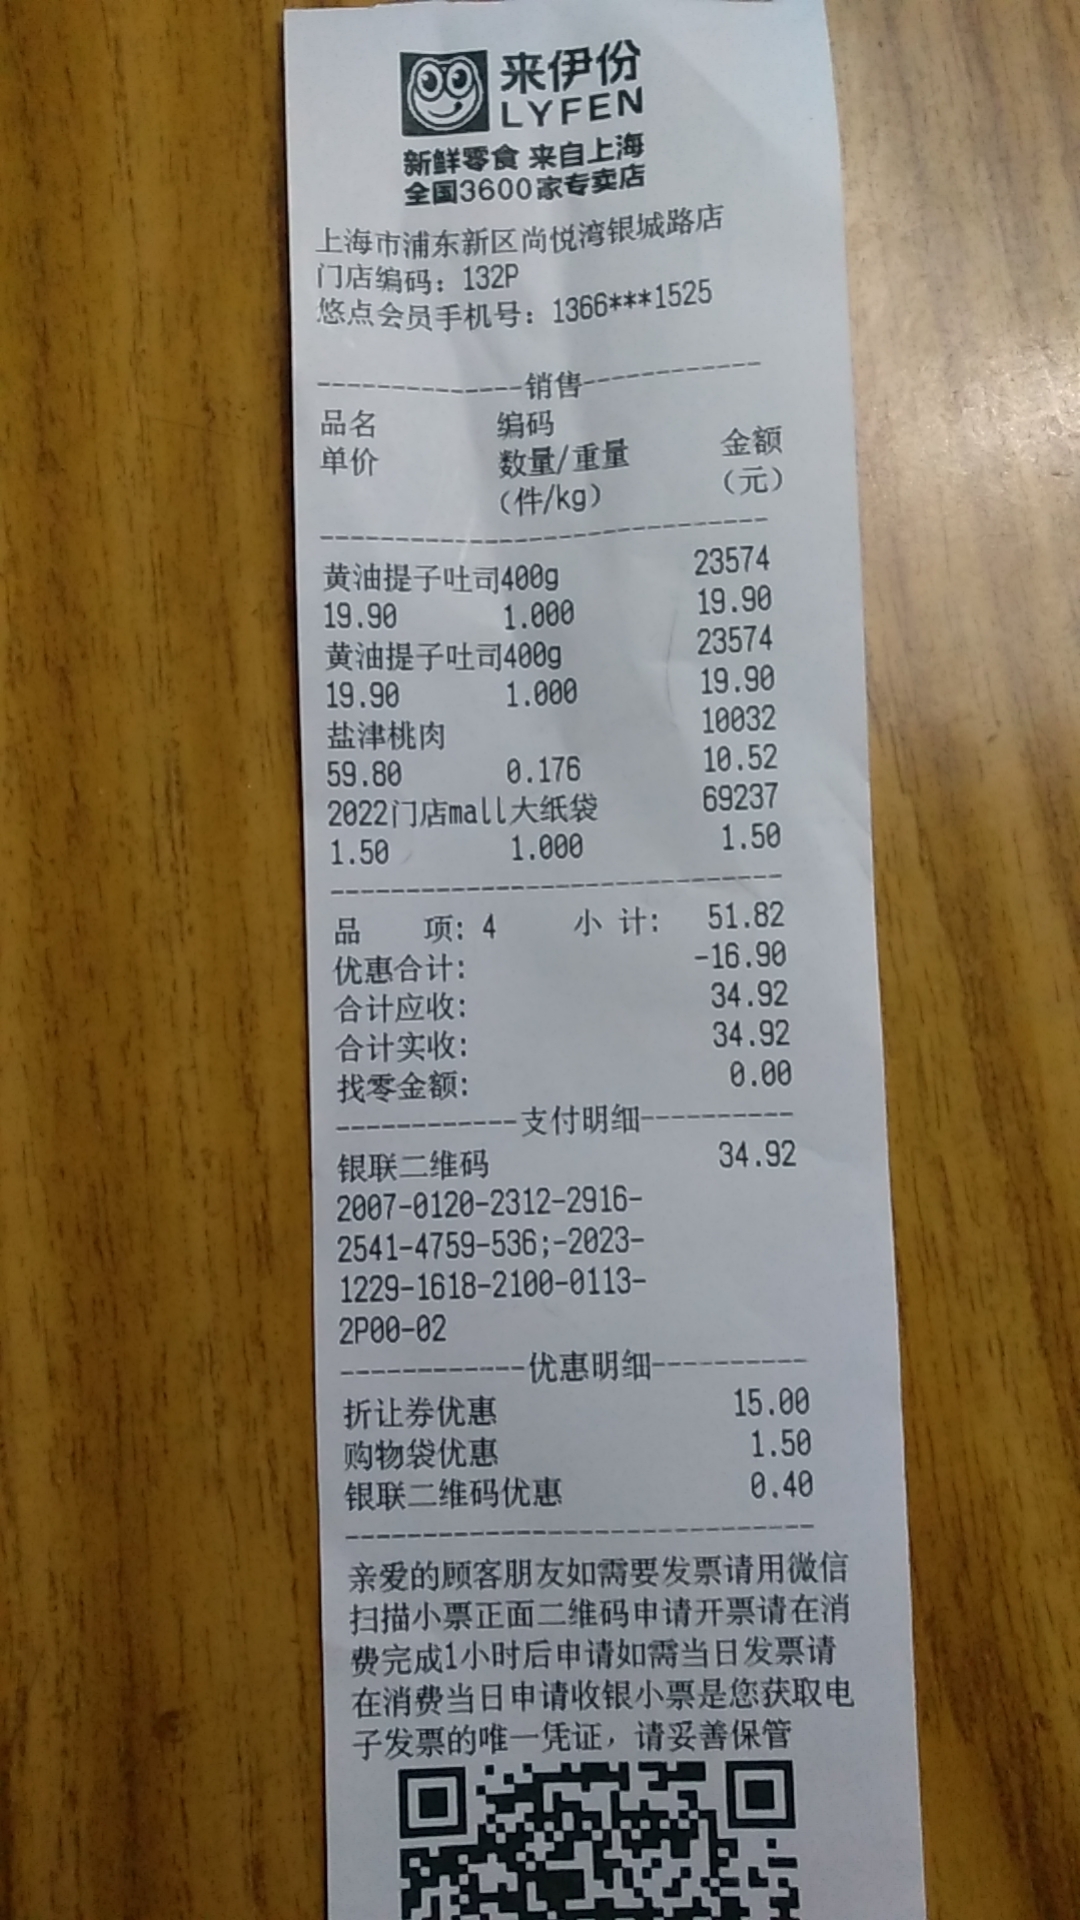 来伊份
LYFEN
新鲜零食 来自上海
全国3600家专卖店
上海市浦东新区尚悦湾银城路店
门店编码：132P
悠点会员手机号：1366***1525
--------------销售------------
品名 编码
单价 数量/重量 金额
（件/kg） （元）
------------------------------
黄油提子吐司400g 23574
19.90 1.000 19.90
黄油提子吐司400g 23574
19.90 1.000 19.90
盐津桃肉 10032
59.80 0.176 10.52
2022门店mall大纸袋 69237
1.50 1.000 1.50
------------------------------
品 项: 4 小 计: 51.82
优惠合计: -16.90
合计应收: 34.92
合计实收: 34.92
找零金额: 0.00
------------支付明细----------
银联二维码 34.92
2007-0120-2312-2916-
2541-4759-536;-2023-
1229-1618-2100-0113-
2P00-02
------------优惠明细----------
折让券优惠 15.00
购物袋优惠 1.50
银联二维码优惠 0.40
------------------------------
亲爱的顾客朋友如需要发票请用微信
扫描小票正面二维码申请开票请在消
费完成1小时后申请如需当日发票请
在消费当日申请收银小票是您获取电
子发票的唯一凭证，请妥善保管